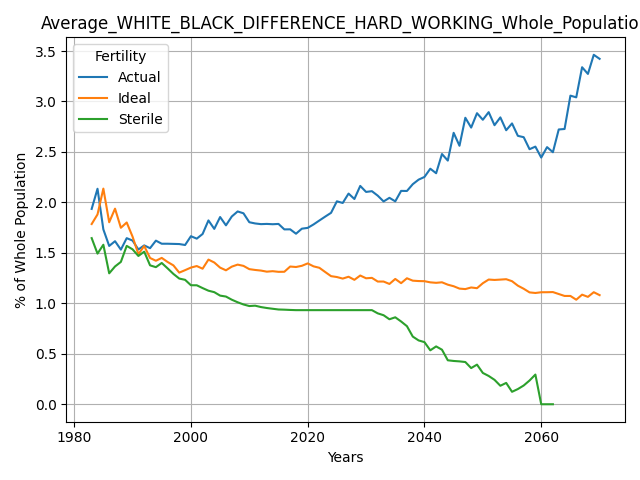 Average_WHITE_BLACK_DIFFERENCE_HARD_WORKING_Whole_Populatio
Fertility
Actual
Ideal
Sterile
3.5
3.0
2.5
2.0
1.5
1.0
0.5
0.0
% of Whole Population
1980
2000
2020
2040
2060
Years